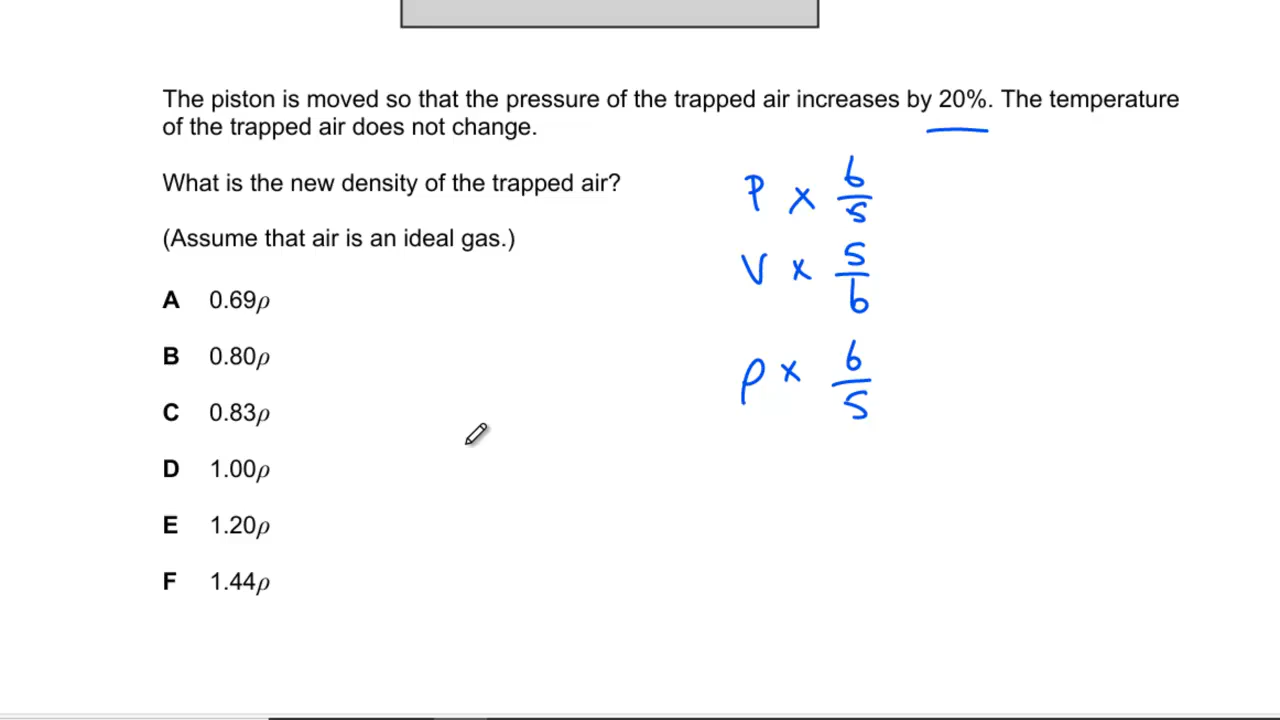 The piston is moved so that the pressure of the trapped air increases by 20%. The temperature
of the trapped air does not change.
What is the new density of the trapped air?
(Assume that air is an ideal gas.)
A 0.69ρ
B 0.80ρ
C 0.83ρ
D 1.00ρ
E 1.20ρ
F 1.44ρ
P × 6/5
V × 5/6
ρ × 6/5